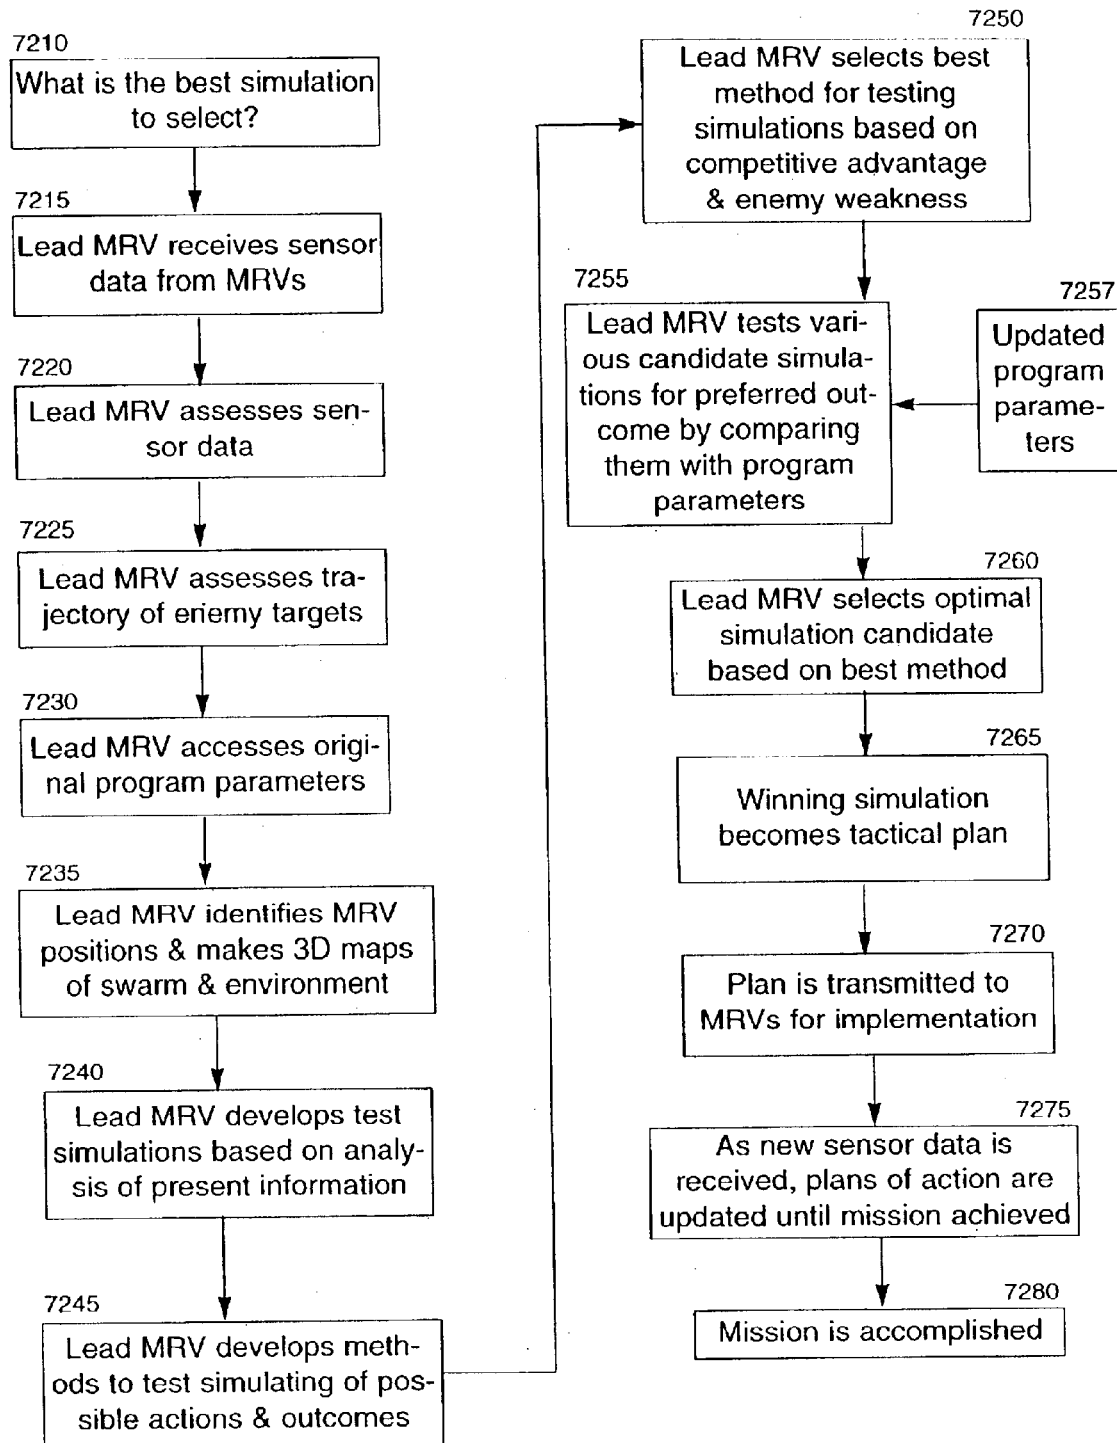 7210
What is the best simulation
to select?
7215
Lead MRV receives sensor
data from MRVs
7220
Lead MRV assesses sen-
sor data
7225
Lead MRV assesses tra-
jectory of enemy targets
7230
Lead MRV accesses origi-
nal program parameters
7235
Lead MRV identifies MRV
positions & makes 3D maps
of swarm & environment
7240
Lead MRV develops test
simulations based on analy-
sis of present information
7245
Lead MRV develops meth-
ods to test simulating of pos-
sible actions & outcomes
7250
Lead MRV selects best
method for testing
simulations based on
competitive advantage
& enemy weakness
7255
Lead MRV tests vari-
ous candidate simula-
tions for preferred out-
come by comparing
them with program
parameters
7257
Updated
program
parame-
ters
7260
Lead MRV selects optimal
simulation candidate
based on best method
7265
Winning simulation
becomes tactical plan
7270
Plan is transmitted to
MRVs for implementation
7275
As new sensor data is
received, plans of action are
updated until mission achieved
7280
Mission is accomplished